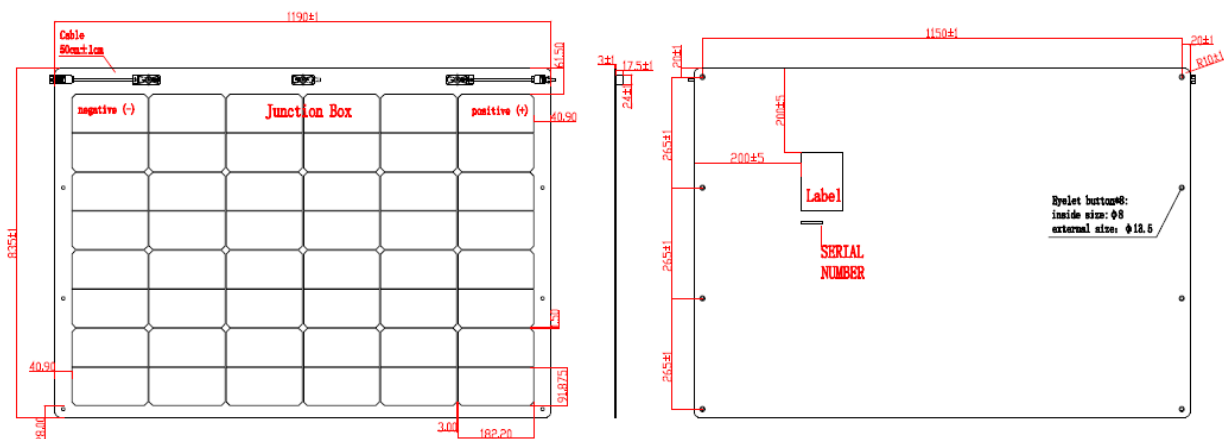 1190±1
Cable
50cm±1cm
61.50
negative (-)
Junction Box
positive (+)
40.90
835±1
40.90
91.875
28.00
3.00
182.20
3±1
17.5±1
24±1
1150±1
20±1
20±1
R10±1
200±5
265±1
200±5
Label
SERIAL
NUMBER
Eyelet button*8:
inside size: ϕ8
external size: ϕ13.5
265±1
265±1